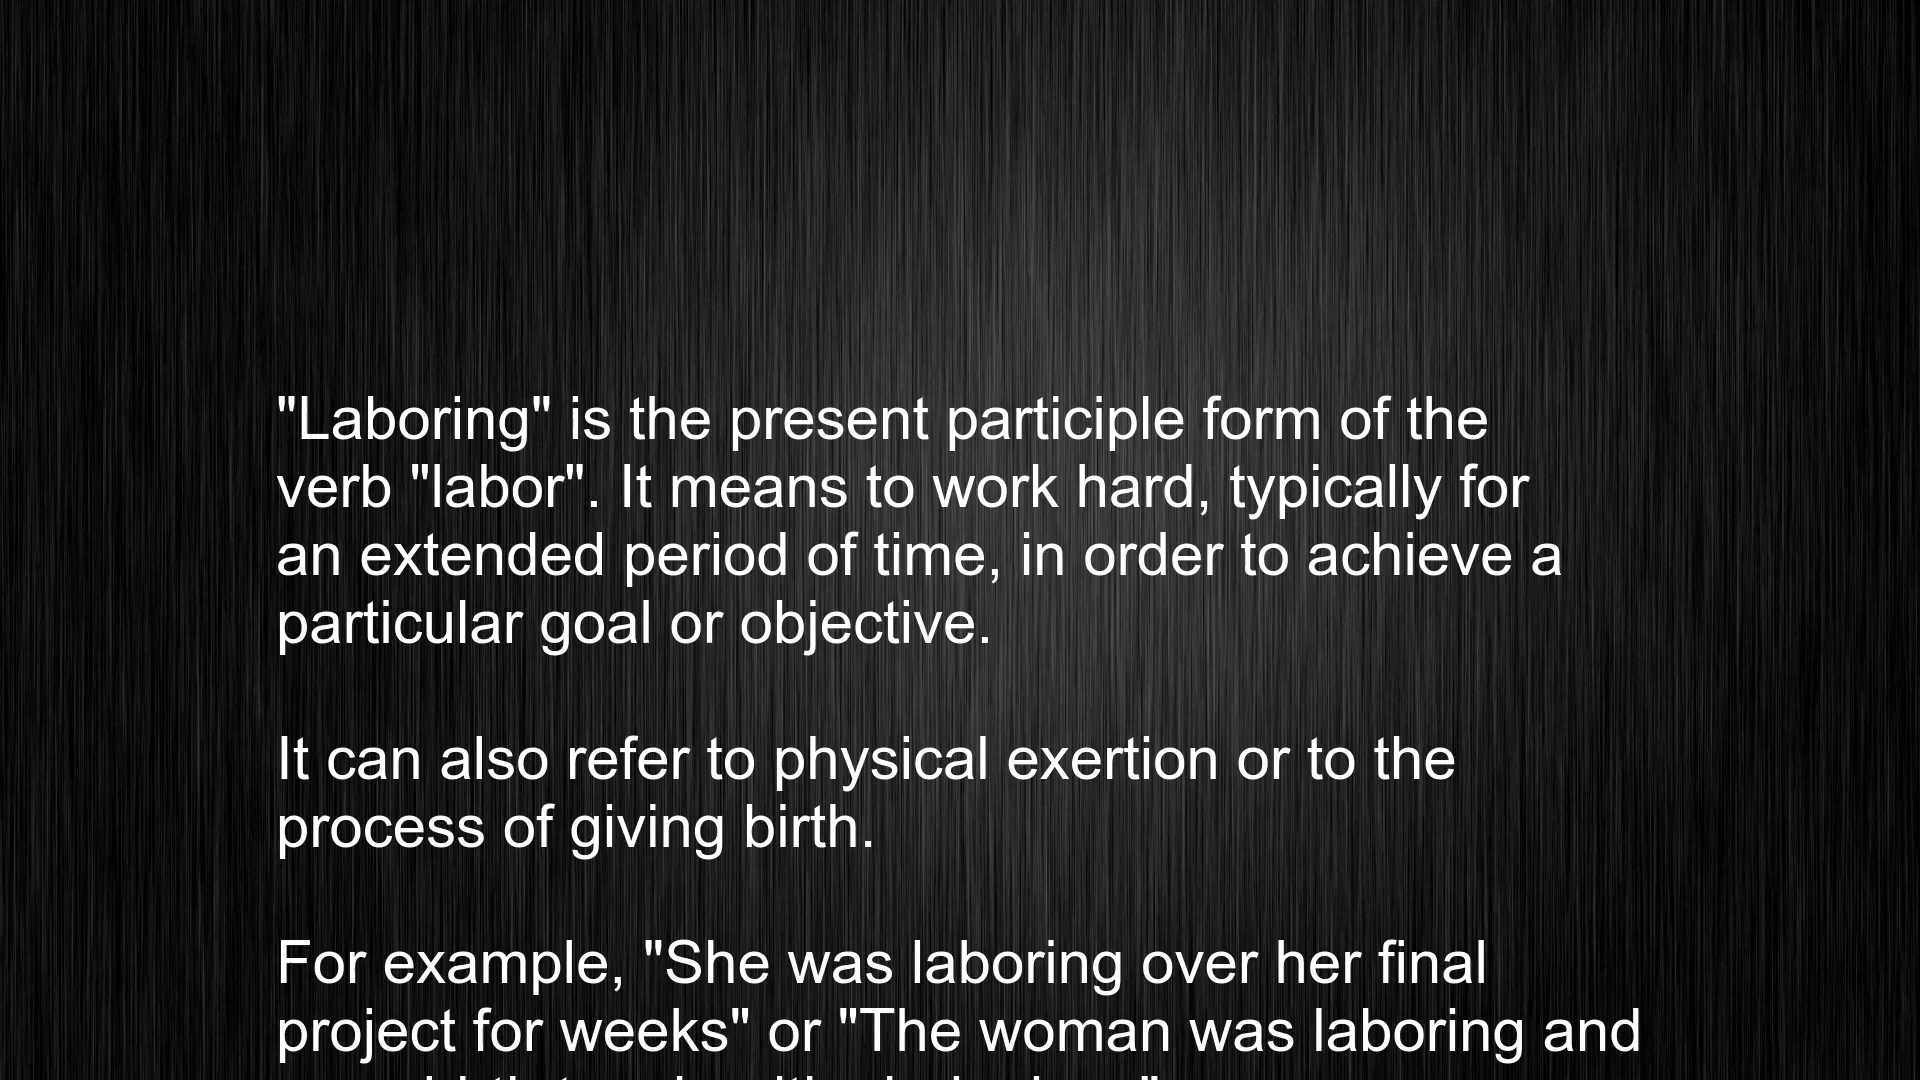 "Laboring" is the present participle form of the
verb "labor". It means to work hard, typically for
an extended period of time, in order to achieve a
particular goal or objective.
It can also refer to physical exertion or to the
process of giving birth.
For example, "She was laboring over her final
project for weeks" or "The woman was laboring and